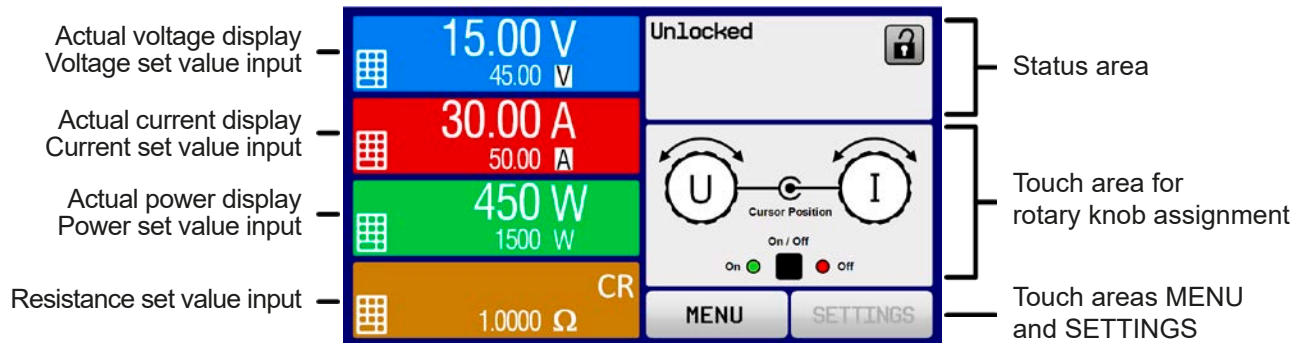 Actual voltage display
Voltage set value input
Actual current display
Current set value input
Actual power display
Power set value input
Resistance set value input
15.00 V
45.00 V
30.00 A
50.00 A
450 W
1500 W
CR
1.0000 Ω
Unlocked
U
I
Cursor Position
On / Off
On
Off
MENU
SETTINGS
Status area
Touch area for
rotary knob assignment
Touch areas MENU
and SETTINGS